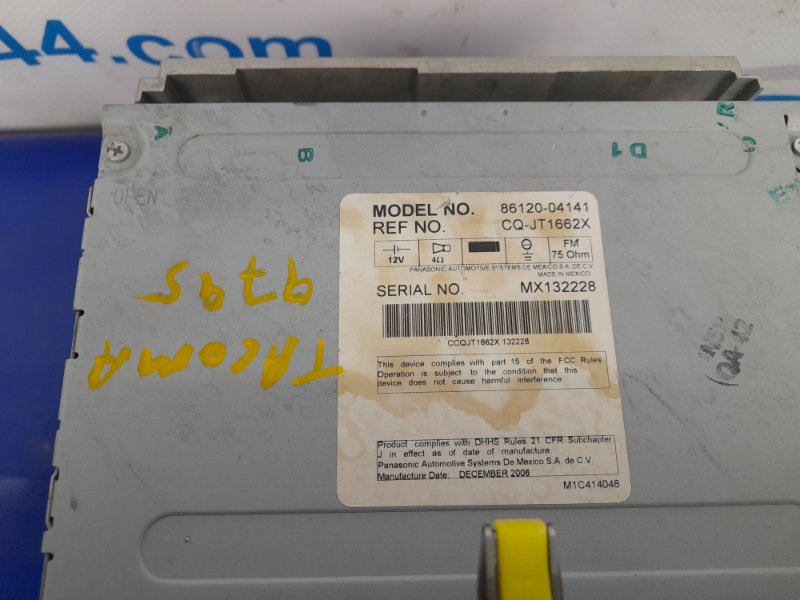 44.com
A
B
D1
OPEN
MODEL NO. 86120-04141
REF NO. CQ-JT1662X
12V
4Ω
FM
75 Ohm
PANASONIC AUTOMOTIVE SYSTEMS DE MEXICO S.A. DE C.V.
MADE IN MEXICO
SERIAL NO. MX132228
CCQJT1662X 132228
This device complies with part 15 of the FCC Rules
Operation is subject to the condition that this
device does not cause harmful interference.
Product complies with DHHS Rules 21 CFR Subchapter
J in effect as of date of manufacture.
Panasonic Automotive Systems De Mexico S.A. de C.V.
Manufacture Date: DECEMBER 2006
M1C414048
9795
TACOMA